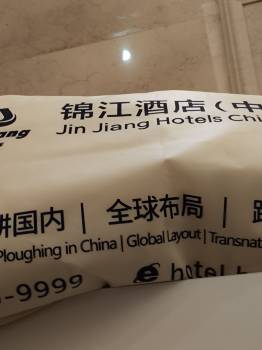 锦江酒店（中
Jin Jiang Hotels Chi
ang
耕国内 | 全球布局 |
Ploughing in China | Global Layout | Transnat
-9999
hotel.